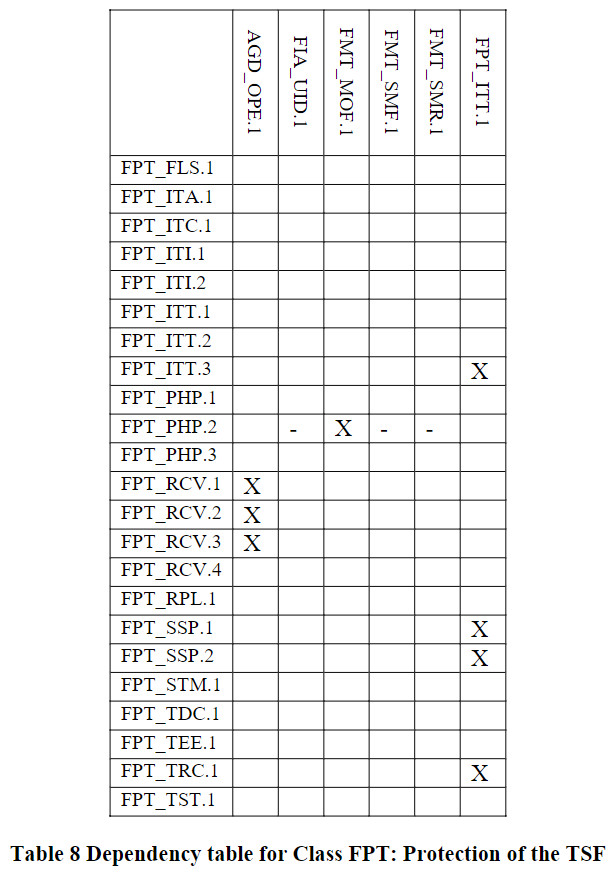 AGD_OPE.1 FIA_UID.1 FMT_MOF.1 FMT_SMF.1 FMT_SMR.1 FPT_ITT.1
FPT_FLS.1
FPT_ITA.1
FPT_ITC.1
FPT_ITI.1
FPT_ITI.2
FPT_ITT.1
FPT_ITT.2
FPT_ITT.3 X
FPT_PHP.1
FPT_PHP.2 - X - -
FPT_PHP.3
FPT_RCV.1 X
FPT_RCV.2 X
FPT_RCV.3 X
FPT_RCV.4
FPT_RPL.1
FPT_SSP.1 X
FPT_SSP.2 X
FPT_STM.1
FPT_TDC.1
FPT_TEE.1
FPT_TRC.1 X
FPT_TST.1
Table 8 Dependency table for Class FPT: Protection of the TSF